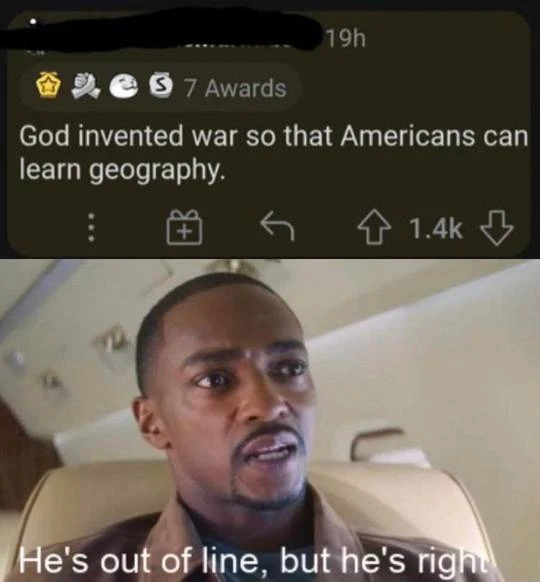 19h
7 Awards
God invented war so that Americans can
learn geography.
1.4k
He's out of line, but he's right